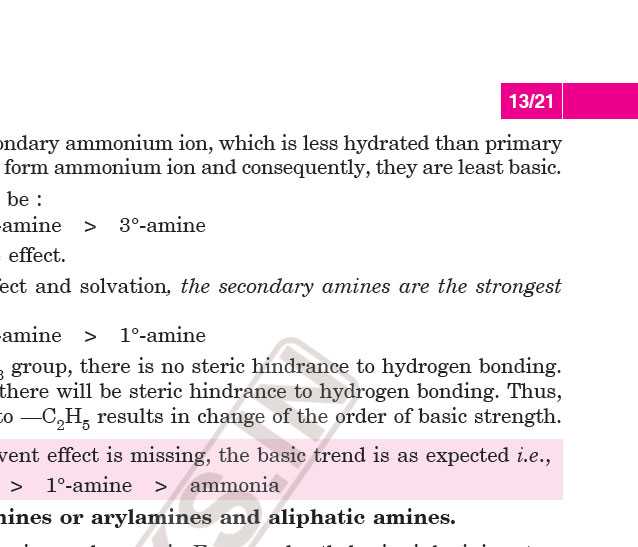 13/21
ondary ammonium ion, which is less hydrated than primary
form ammonium ion and consequently, they are least basic.
be :
-amine > 3°-amine
effect.
ect and solvation, the secondary amines are the strongest
-amine > 1°-amine
3 group, there is no steric hindrance to hydrogen bonding.
there will be steric hindrance to hydrogen bonding. Thus,
to —C2H5 results in change of the order of basic strength.
vent effect is missing, the basic trend is as expected i.e.,
> 1°-amine > ammonia
nines or arylamines and aliphatic amines.